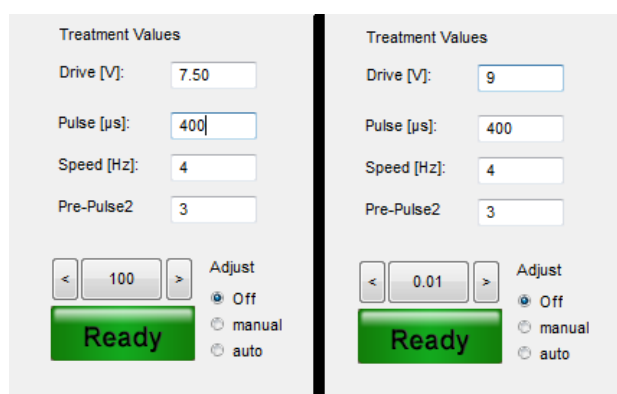 Treatment Values
Drive [V]: 7.50
Pulse [µs]: 400
Speed [Hz]: 4
Pre-Pulse2 3
< 100 >
Adjust
Off
manual
auto
Ready
Treatment Values
Drive [V]: 9
Pulse [µs]: 400
Speed [Hz]: 4
Pre-Pulse2 3
< 0.01 >
Adjust
Off
manual
auto
Ready